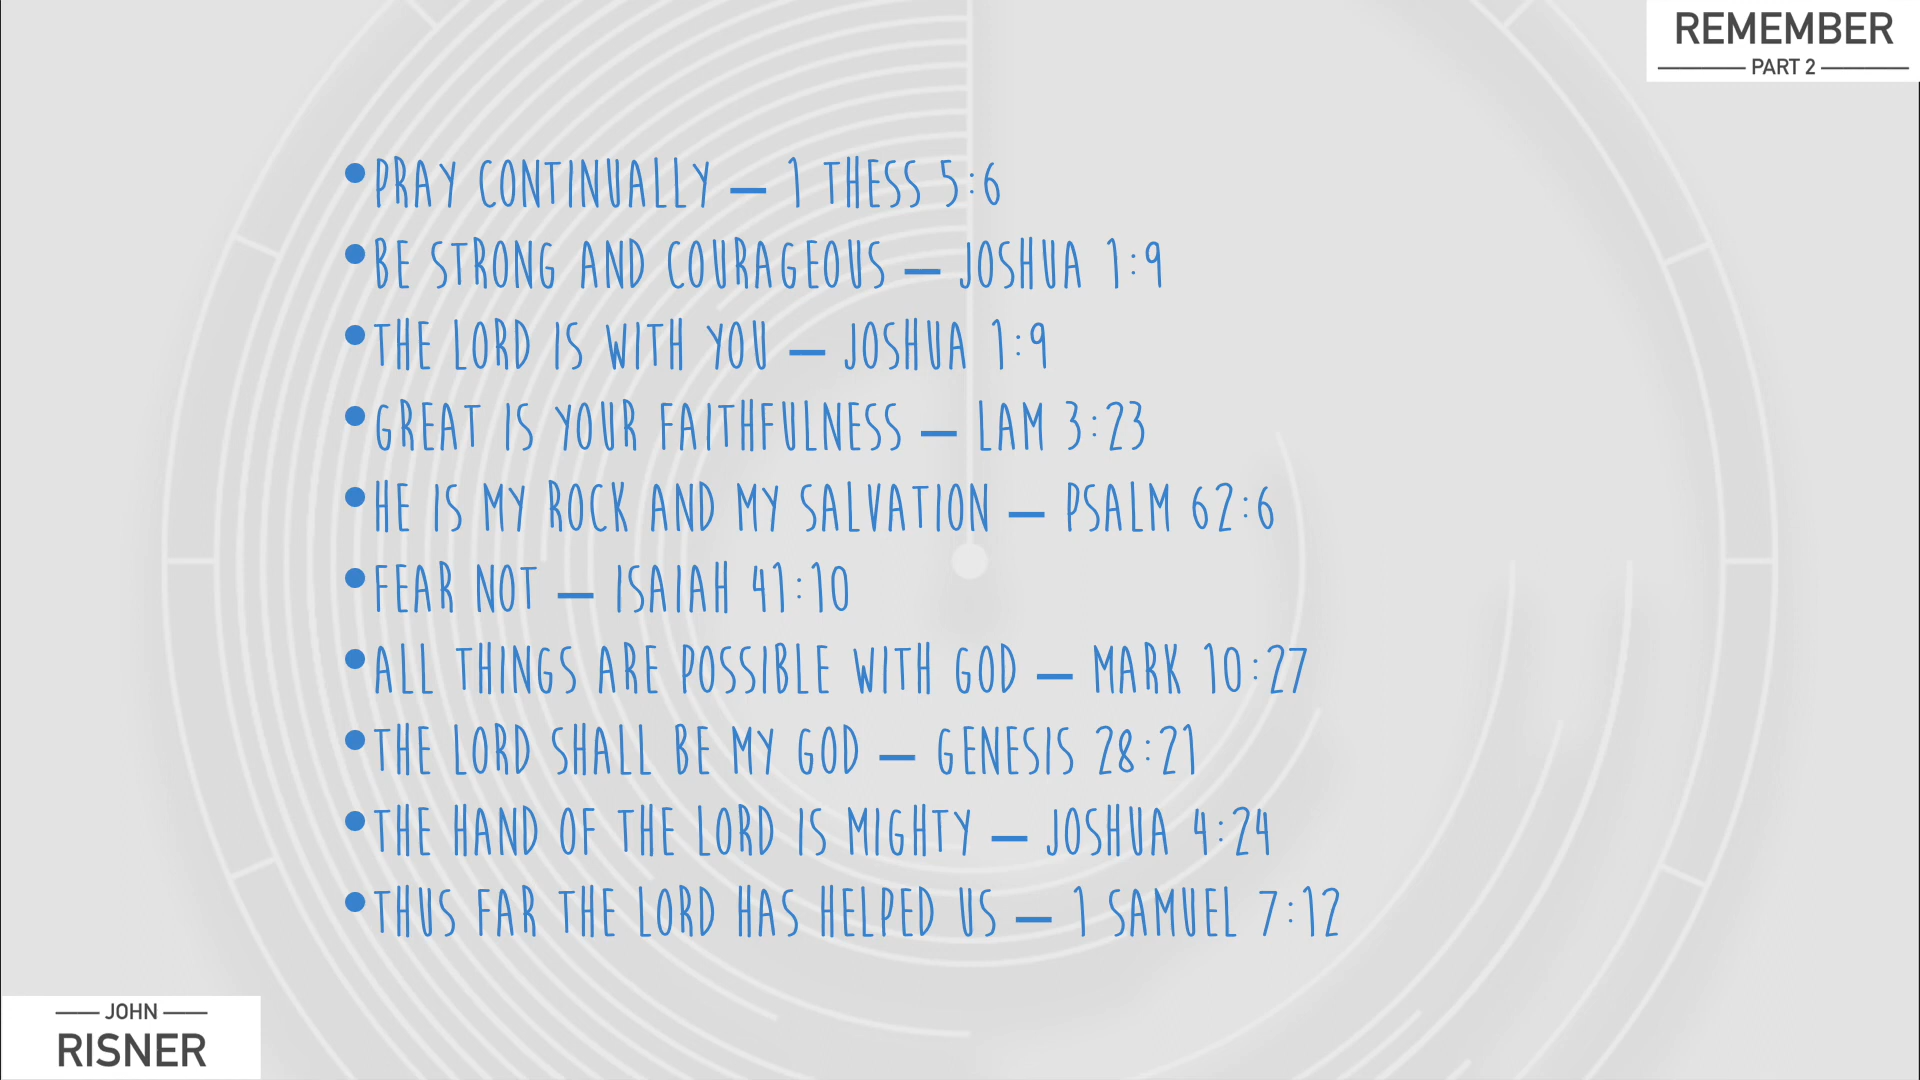 REMEMBER
PART 2
•PRAY CONTINUALLY – 1 THESS 5:6
•BE STRONG AND COURAGEOUS – JOSHUA 1:9
•THE LORD IS WITH YOU – JOSHUA 1:9
•GREAT IS YOUR FAITHFULNESS – LAM 3:23
•HE IS MY ROCK AND MY SALVATION – PSALM 62:6
•FEAR NOT – ISAIAH 41:10
•ALL THINGS ARE POSSIBLE WITH GOD – MARK 10:27
•THE LORD SHALL BE MY GOD – GENESIS 28:21
•THE HAND OF THE LORD IS MIGHTY – JOSHUA 4:24
•THUS FAR THE LORD HAS HELPED US – 1 SAMUEL 7:12
JOHN
RISNER